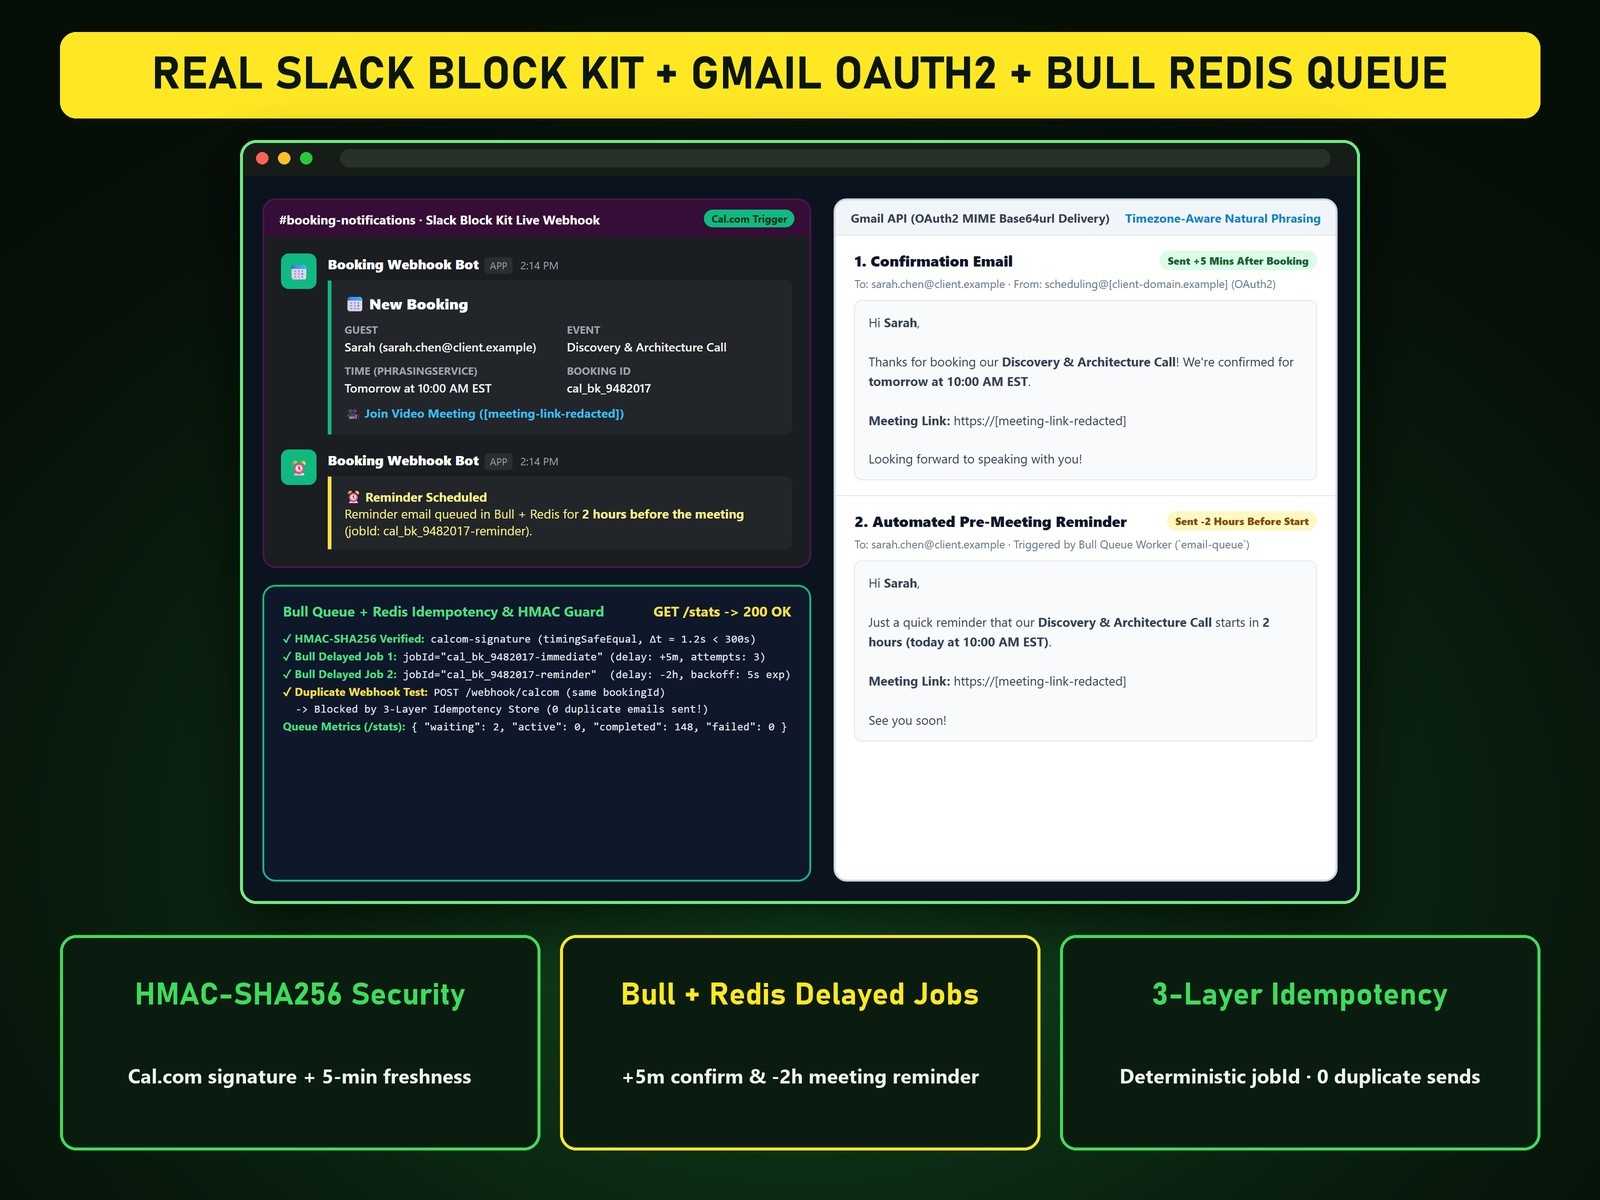 REAL SLACK BLOCK KIT + GMAIL OAUTH2 + BULL REDIS QUEUE
#booking-notifications · Slack Block Kit Live Webhook
Cal.com Trigger
Booking Webhook Bot APP 2:14 PM
New Booking
GUEST
Sarah (sarah.chen@client.example)
EVENT
Discovery & Architecture Call
TIME (PHRASINGSERVICE)
Tomorrow at 10:00 AM EST
BOOKING ID
cal_bk_9482017
Join Video Meeting ([meeting-link-redacted])
Booking Webhook Bot APP 2:14 PM
Reminder Scheduled
Reminder email queued in Bull + Redis for 2 hours before the meeting
(jobId: cal_bk_9482017-reminder).
Bull Queue + Redis Idempotency & HMAC Guard
GET /stats -> 200 OK
✓ HMAC-SHA256 Verified: calcom-signature (timingSafeEqual, Δt = 1.2s < 300s)
✓ Bull Delayed Job 1: jobId="cal_bk_9482017-immediate" (delay: +5m, attempts: 3)
✓ Bull Delayed Job 2: jobId="cal_bk_9482017-reminder" (delay: -2h, backoff: 5s exp)
✓ Duplicate Webhook Test: POST /webhook/calcom (same bookingId)
-> Blocked by 3-Layer Idempotency Store (0 duplicate emails sent!)
Queue Metrics (/stats): { "waiting": 2, "active": 0, "completed": 148, "failed": 0 }
Gmail API (OAuth2 MIME Base64url Delivery)
Timezone-Aware Natural Phrasing
1. Confirmation Email
Sent +5 Mins After Booking
To: sarah.chen@client.example · From: scheduling@[client-domain.example] (OAuth2)
Hi Sarah,
Thanks for booking our Discovery & Architecture Call! We're confirmed for
tomorrow at 10:00 AM EST.
Meeting Link: https://[meeting-link-redacted]
Looking forward to speaking with you!
2. Automated Pre-Meeting Reminder
Sent -2 Hours Before Start
To: sarah.chen@client.example · Triggered by Bull Queue Worker (`email-queue`)
Hi Sarah,
Just a quick reminder that our Discovery & Architecture Call starts in 2
hours (today at 10:00 AM EST).
Meeting Link: https://[meeting-link-redacted]
See you soon!
HMAC-SHA256 Security
Cal.com signature + 5-min freshness
Bull + Redis Delayed Jobs
+5m confirm & -2h meeting reminder
3-Layer Idempotency
Deterministic jobId · 0 duplicate sends